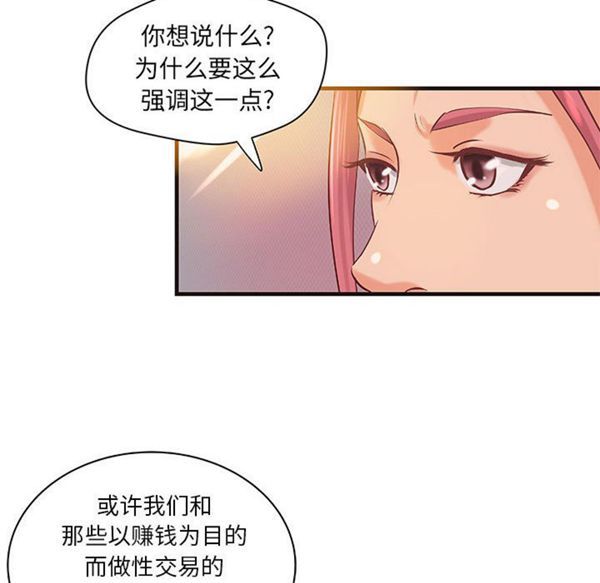 你想说什么?
为什么要这么
强调这一点?
或许我们和
那些以赚钱为目的
而做性交易的